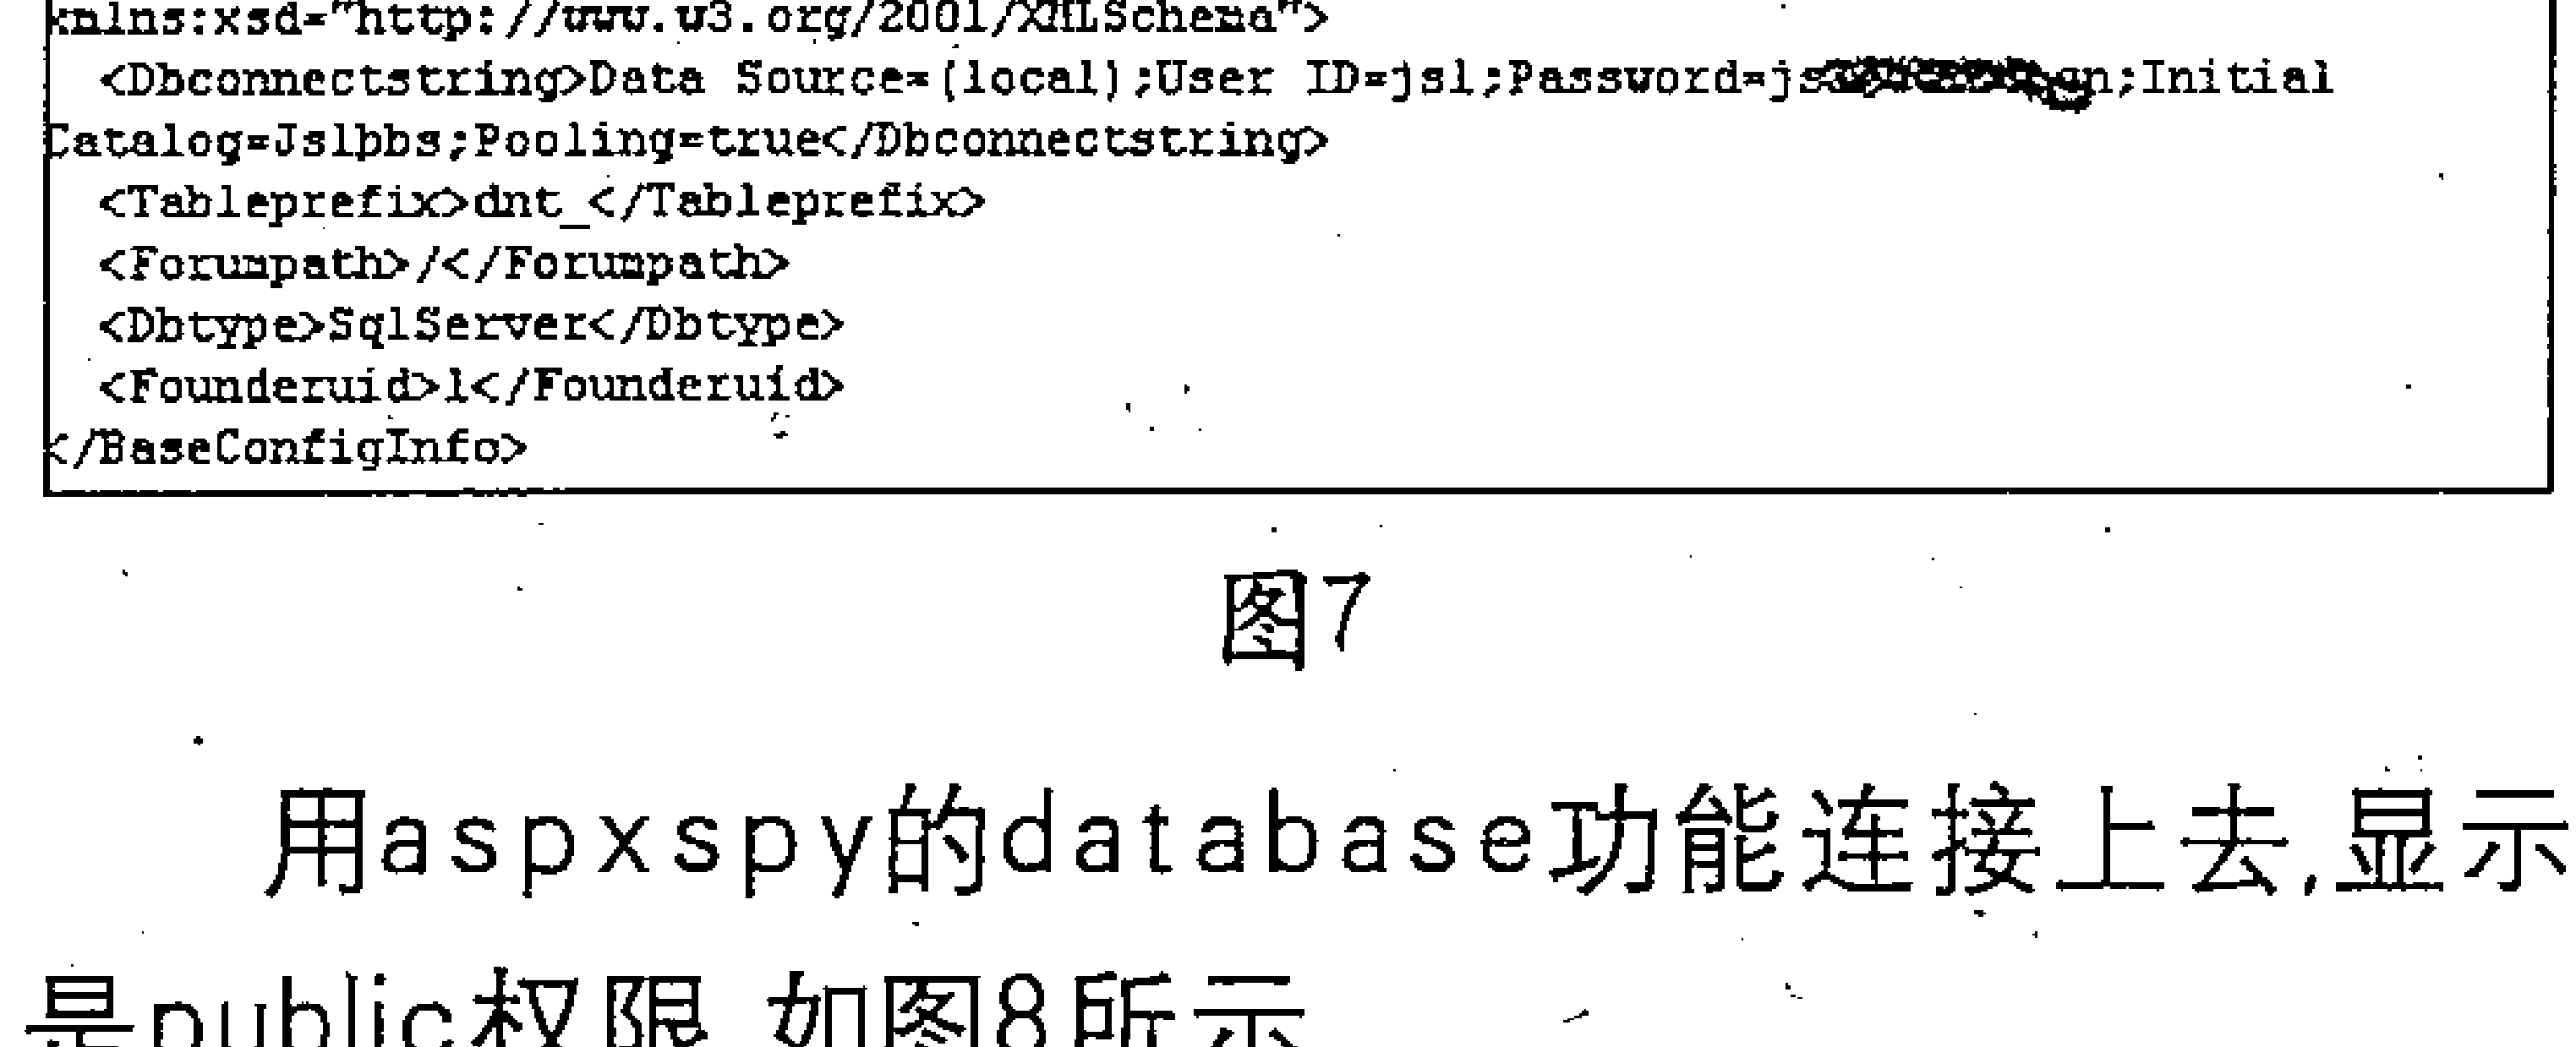 xmlns:xsd="http://www.w3.org/2001/XMLSchema">
<Dbconnectstring>Data Source=(local);User ID=jsl;Initial
Catalog=Jslbbs;Pooling=true</Dbconnectstring>
<Tableprefix>dnt_</Tableprefix>
<Forumpath>/</Forumpath>
<Dbtype>SqlServer</Dbtype>
<Founderuid>1</Founderuid>
</BaseConfigInfo>
图7
用aspxspy的database功能连接上去,显示
是public权限 如图8所示